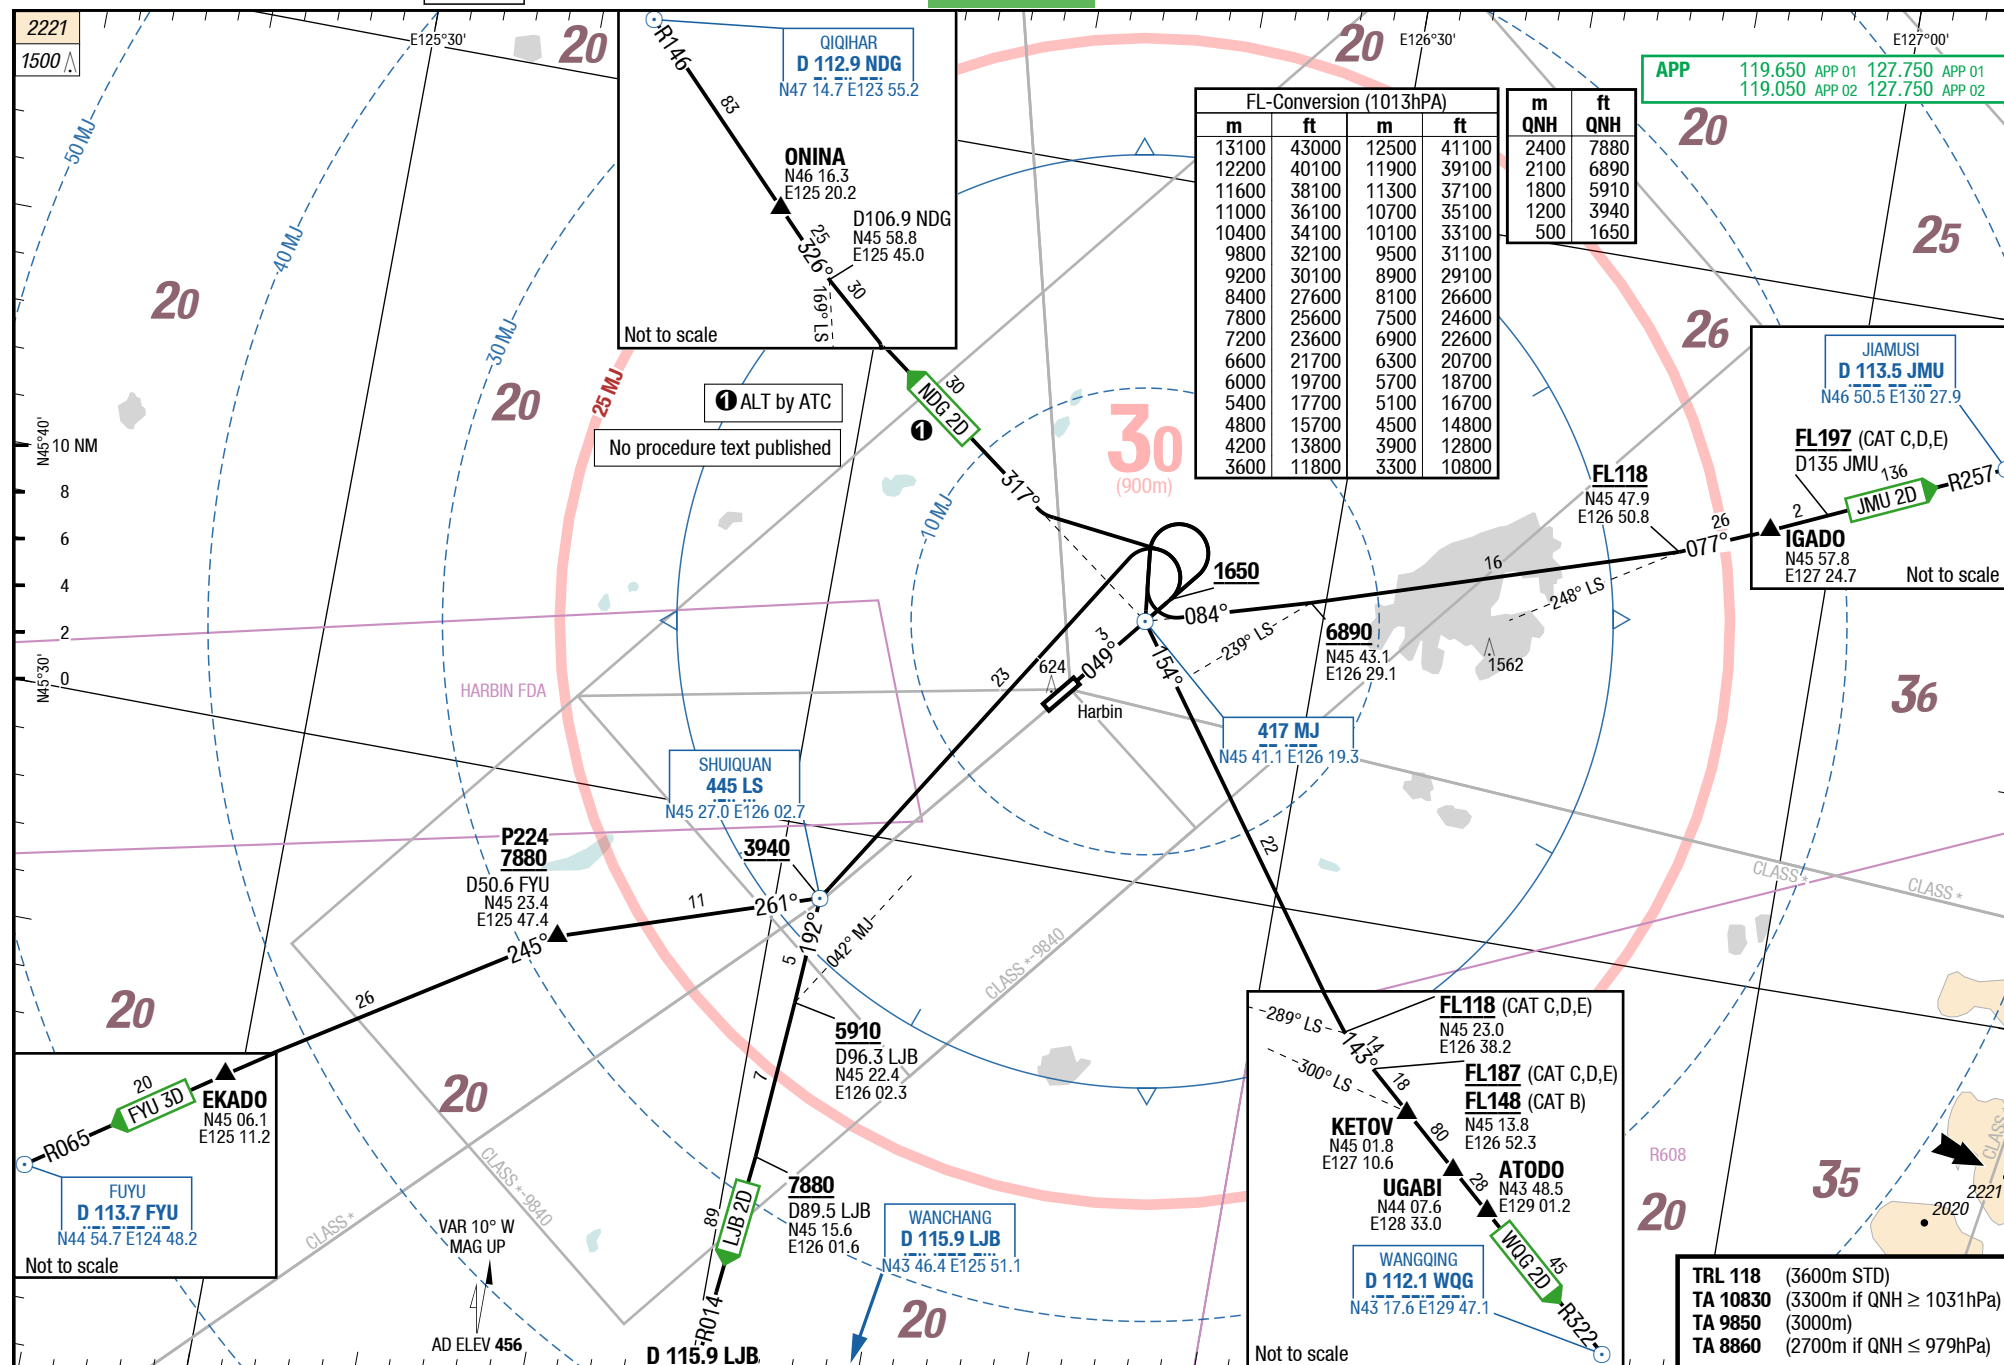 2221
1500
E125°30'
20
20
E126°30'
E127°00'
APP 119.650 APP 01 127.750 APP 01
119.050 APP 02 127.750 APP 02
R146
QIQIHAR
D 112.9 NDG
N47 14.7 E123 55.2
83
ONINA
N46 16.3
E125 20.2
25
326°
D106.9 NDG
N45 58.8
E125 45.0
30
169° LS
Not to scale
FL-Conversion (1013hPA)
m ft m ft
13100 43000 12500 41100
12200 40100 11900 39100
11600 38100 11300 37100
11000 36100 10700 35100
10400 34100 10100 33100
9800 32100 9500 31100
9200 30100 8900 29100
8400 27600 8100 26600
7800 25600 7500 24600
7200 23600 6900 22600
6600 21700 6300 20700
6000 19700 5700 18700
5400 17700 5100 16700
4800 15700 4500 14800
4200 13800 3900 12800
3600 11800 3300 10800
m ft
QNH QNH
2400 7880
2100 6890
1800 5910
1200 3940
500 1650
20
50 MJ
40 MJ
30 MJ
25 MJ
10 MJ
20
20
25
26
1 ALT by ATC
No procedure text published
NDG 2D
30
1
317°
30
(900m)
N45°40'
10 NM
8
6
4
2
0
N45°30'
JIAMUSI
D 113.5 JMU
N46 50.5 E130 27.9
FL197 (CAT C,D,E)
D135 JMU
136
JMU 2D
R257
2
IGADO
N45 57.8
E127 24.7
Not to scale
FL118
N45 47.9
E126 50.8
26
077°
16
248° LS
1650
084°
239° LS
6890
N45 43.1
E126 29.1
1562
36
3
049°
624
Harbin
154°
417 MJ
N45 41.1 E126 19.3
HARBIN FDA
23
SHUIQUAN
445 LS
N45 27.0 E126 02.7
3940
P224
7880
D50.6 FYU
N45 23.4
E125 47.4
11
261°
245°
26
192°
5
042° MJ
5910
D96.3 LJB
N45 22.4
E126 02.3
7
22
CLASS *
CLASS *
CLASS *-9840
20
20
20
EKADO
N45 06.1
E125 11.2
20
FYU 3D
R065
FUYU
D 113.7 FYU
N44 54.7 E124 48.2
Not to scale
CLASS *
CLASS *-9840
VAR 10° W
MAG UP
AD ELEV 456
7880
D89.5 LJB
N45 15.6
E126 01.6
89
LJB 2D
R014
D 115.9 LJB
WANCHANG
D 115.9 LJB
N43 46.4 E125 51.1
20
289° LS
FL118 (CAT C,D,E)
N45 23.0
E126 38.2
14
143°
300° LS
FL187 (CAT C,D,E)
FL148 (CAT B)
N45 13.8
E126 52.3
18
KETOV
N45 01.8
E127 10.6
80
UGABI
N44 07.6
E128 33.0
28
ATODO
N43 48.5
E129 01.2
WQG 2D
45
R322
WANGQING
D 112.1 WQG
N43 17.6 E129 47.1
Not to scale
R608
35
CLASS
2221
2020
TRL 118 (3600m STD)
TA 10830 (3300m if QNH ≥ 1031hPa)
TA 9850 (3000m)
TA 8860 (2700m if QNH ≤ 979hPa)